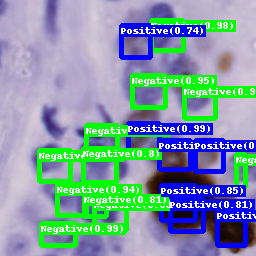 Negative(0.98)
Positive(0.74)
Negative(0.95)
Negative(0.9
Positive(0.99)
Negative
Positive(0
Negative(0.8)
Negative(0.94)
Positive(0.85)
Negative(0.81)
Positive(0.81)
Positiv
Negative(0.99)